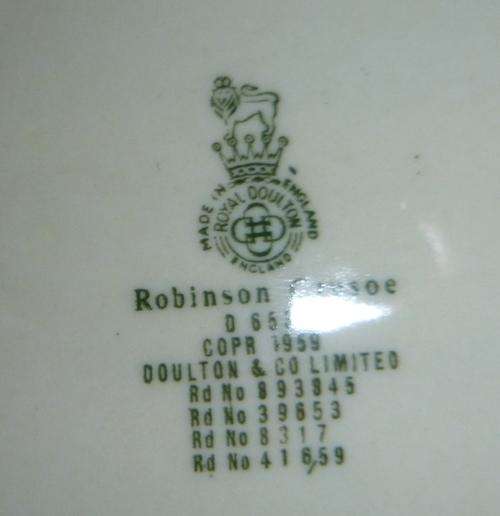 MADE IN ENGLAND
ROYAL DOULTON
ENGLAND
Robinson
D
COPR 1959
DOULTON & CO LIMITED
Rd No 893845
Rd No 39653
Rd No 8317
Rd No 41659